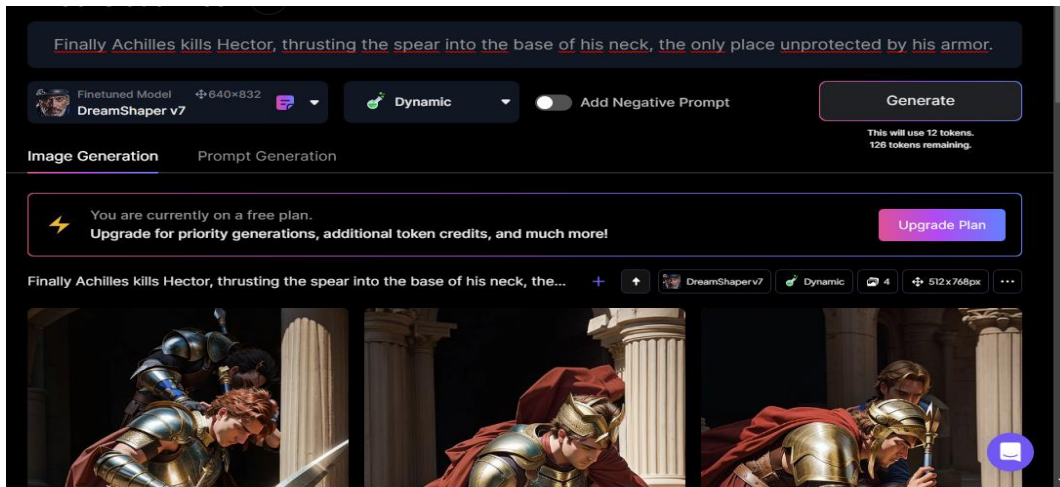 Finally Achilles kills Hector, thrusting the spear into the base of his neck, the only place unprotected by his armor.
Finetuned Model 640×832
DreamShaper v7
Dynamic
Add Negative Prompt
Generate
This will use 12 tokens.
126 tokens remaining.
Image Generation
Prompt Generation
You are currently on a free plan.
Upgrade for priority generations, additional token credits, and much more!
Upgrade Plan
Finally Achilles kills Hector, thrusting the spear into the base of his neck, the...
DreamShaper v7
Dynamic
4
512x768px